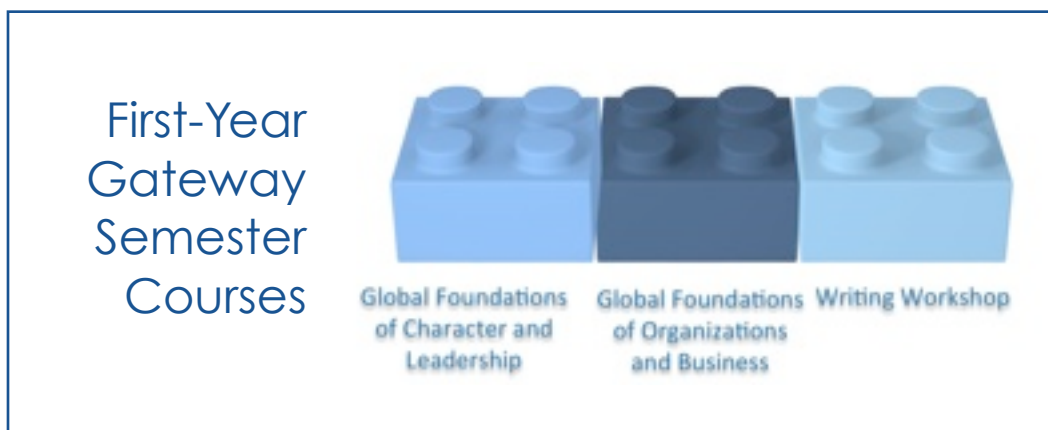 First-Year
Gateway
Semester
Courses
Global Foundations
of Character and
Leadership
Global Foundations
of Organizations
and Business
Writing Workshop